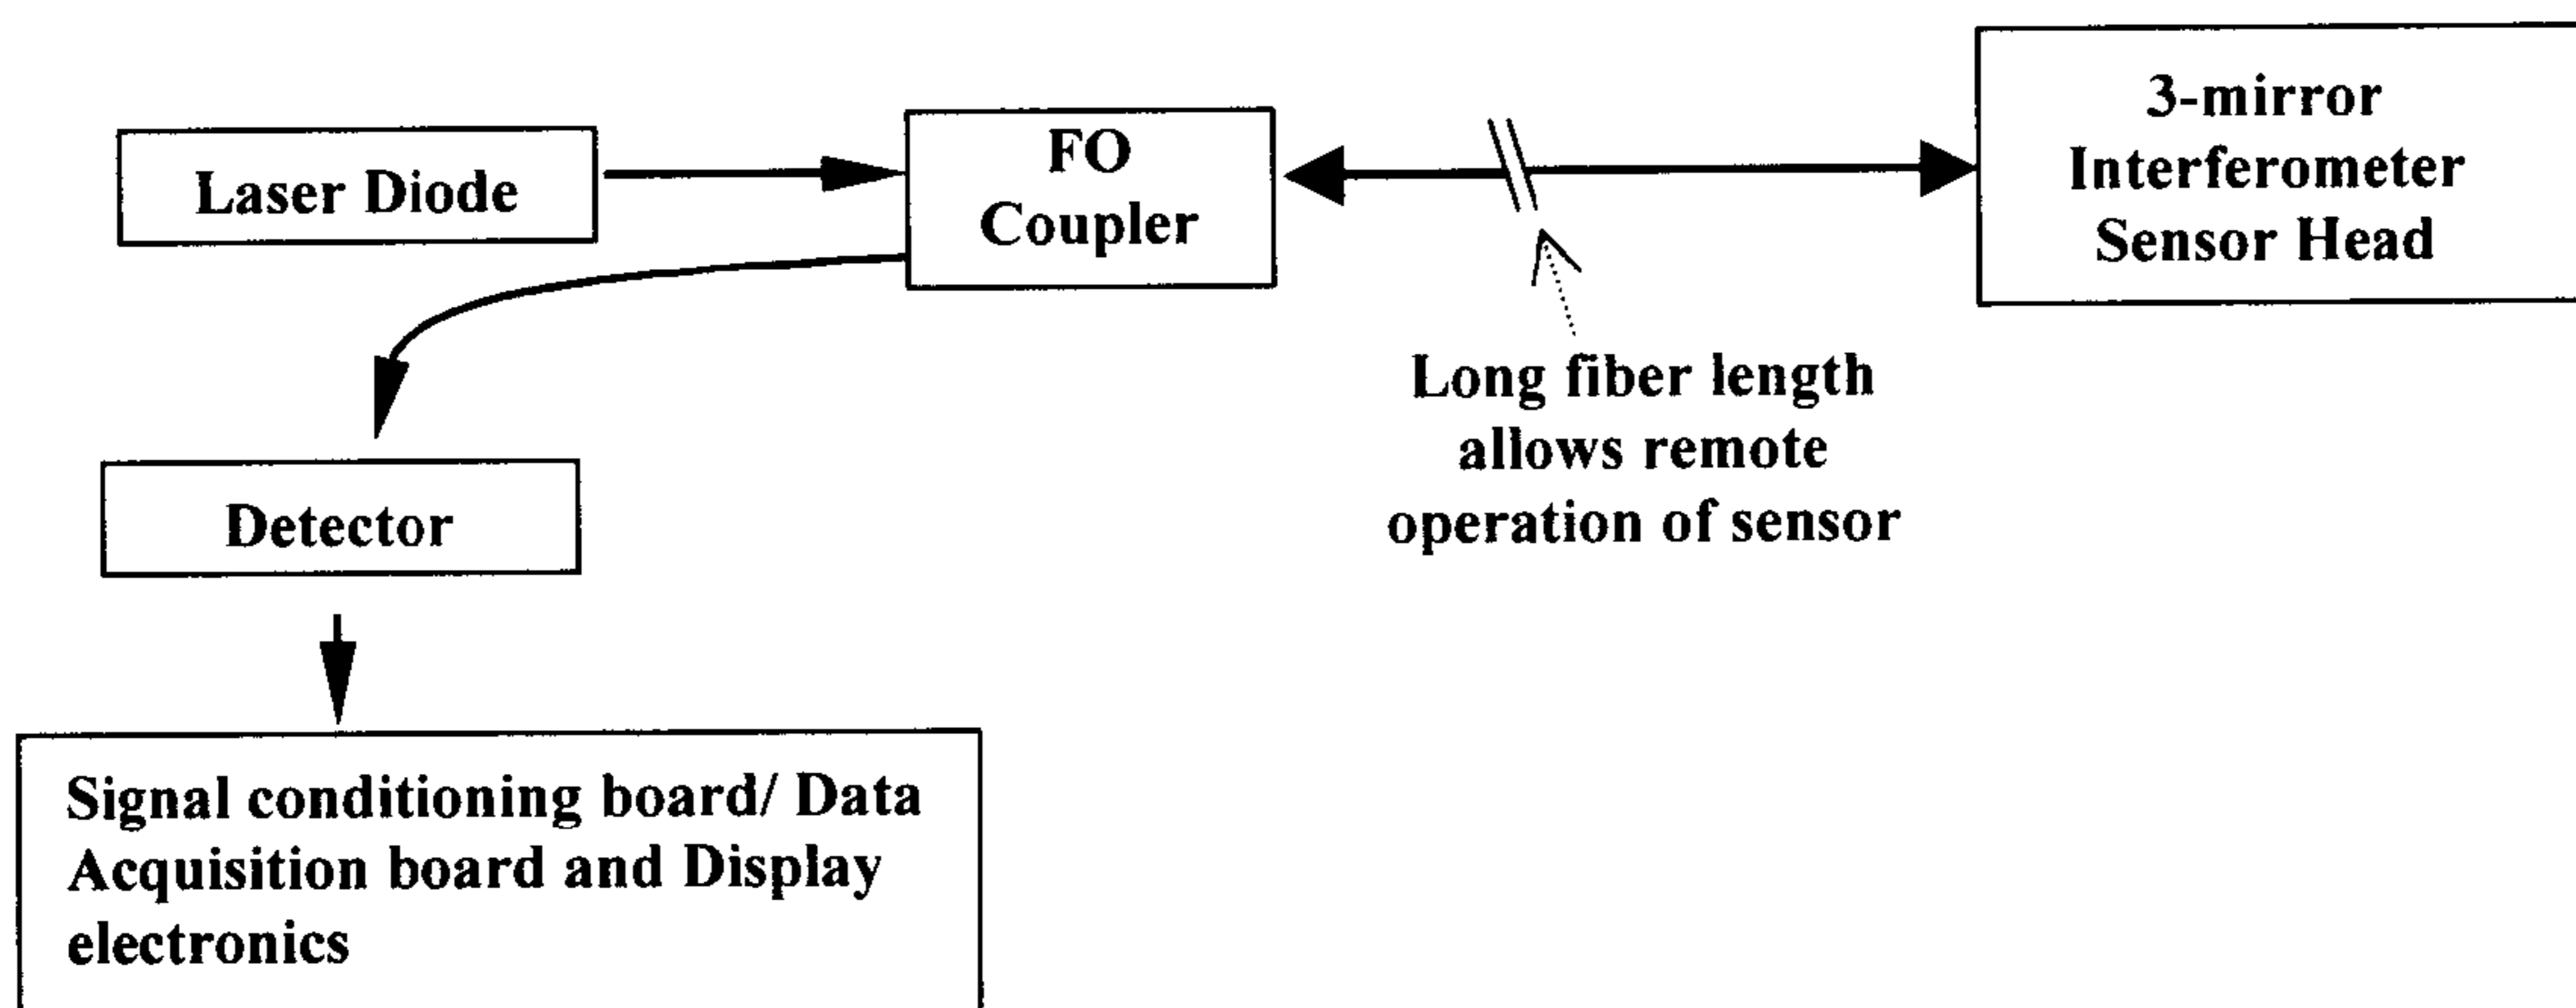 Laser Diode
FO
Coupler
3-mirror
Interferometer
Sensor Head
Long fiber length
allows remote
operation of sensor
Detector
Signal conditioning board/ Data
Acquisition board and Display
electronics